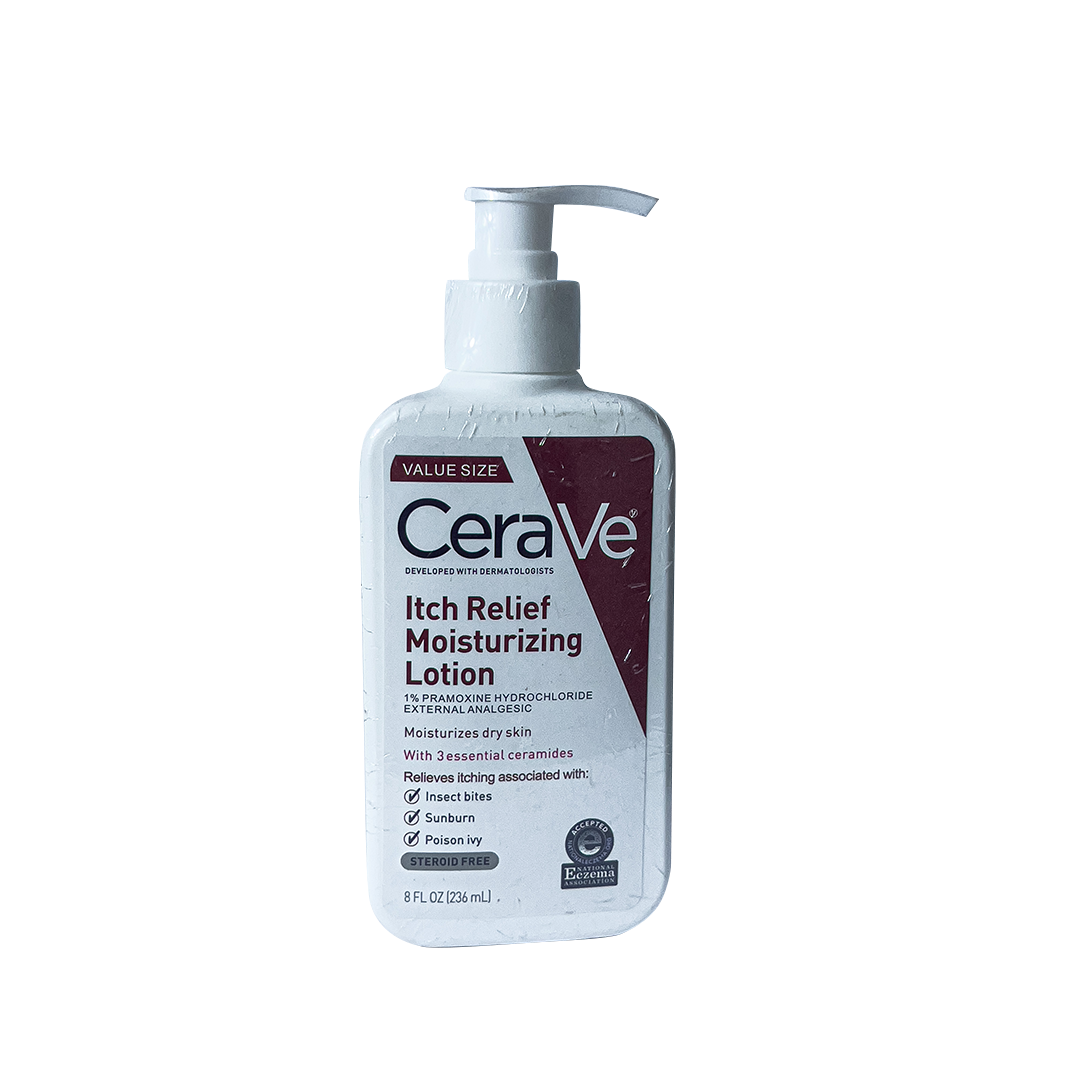 VALUE SIZE
CeraVe®
DEVELOPED WITH DERMATOLOGISTS
Itch Relief
Moisturizing
Lotion
1% PRAMOXINE HYDROCHLORIDE
EXTERNAL ANALGESIC
Moisturizes dry skin
With 3 essential ceramides
Relieves itching associated with:
Insect bites
Sunburn
Poison ivy
STEROID FREE
8 FL OZ (236 mL)
ACCEPTED
e
NATIONALECZEMA.ORG
NATIONAL
Eczema
ASSOCIATION